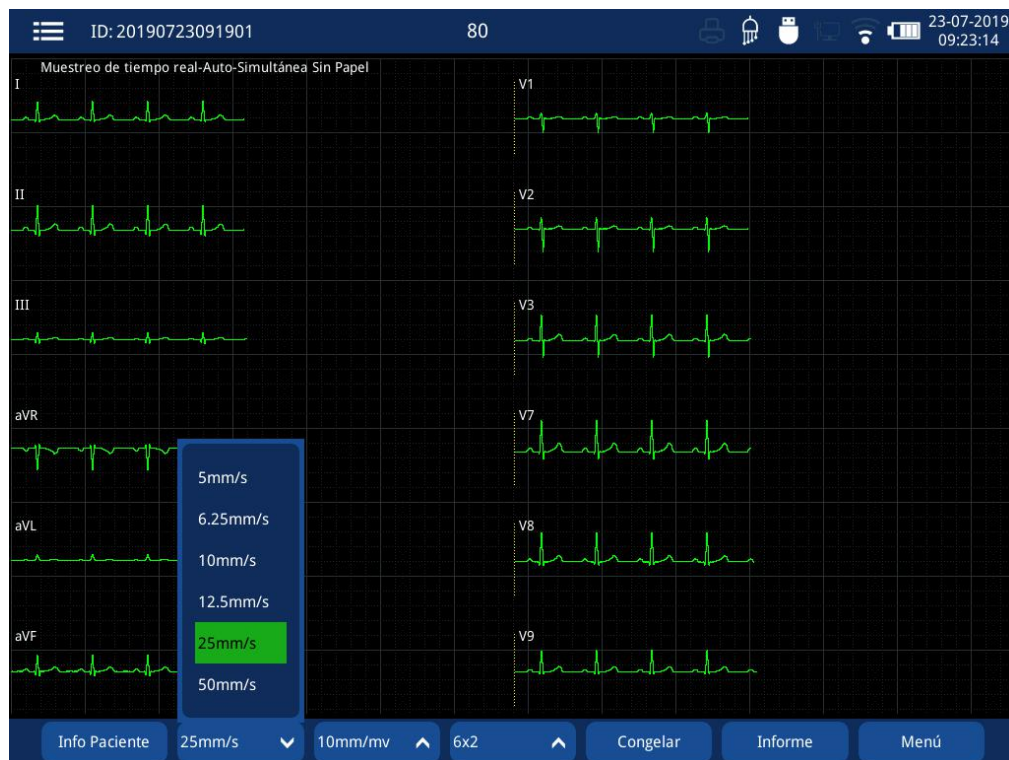 ID: 20190723091901
80
23-07-2019
09:23:14
Muestreo de tiempo real-Auto-Simultánea Sin Papel
I
V1
II
V2
III
V3
aVR
V7
aVL
V8
aVF
V9
5mm/s
6.25mm/s
10mm/s
12.5mm/s
25mm/s
50mm/s
Info Paciente
25mm/s
10mm/mv
6x2
Congelar
Informe
Menú